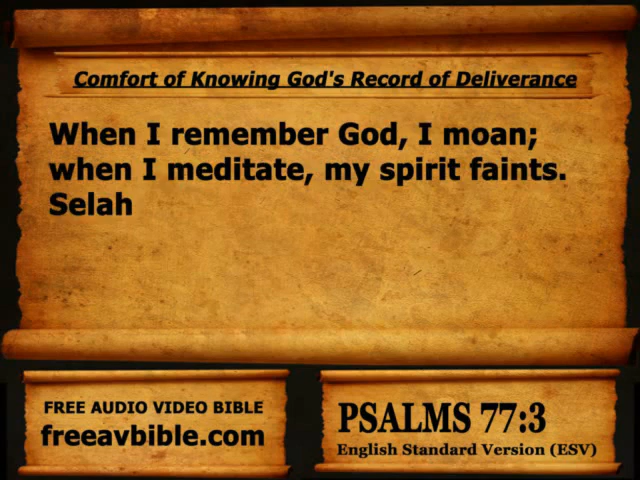 Comfort of Knowing God's Record of Deliverance
When I remember God, I moan;
when I meditate, my spirit faints.
Selah
FREE AUDIO VIDEO BIBLE
freeavbible.com
PSALMS 77:3
English Standard Version (ESV)